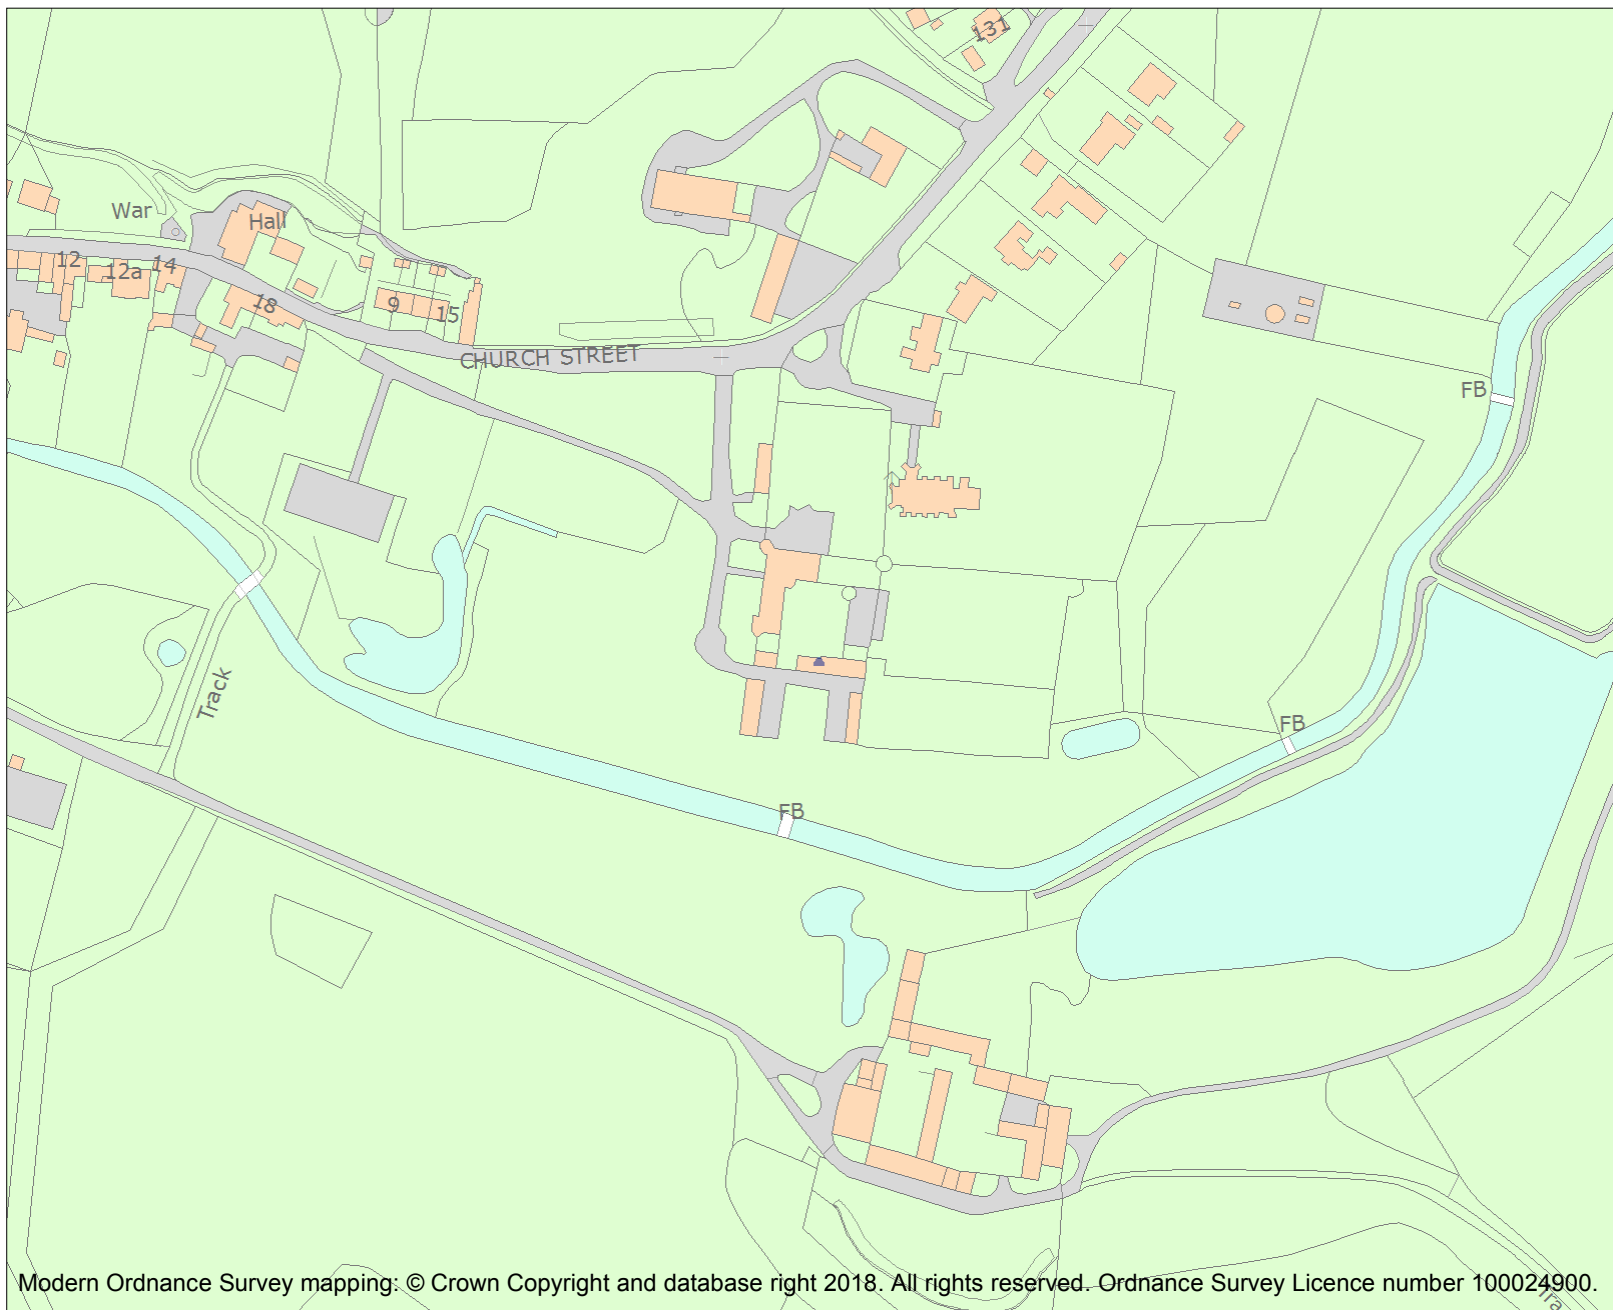 131
War
Hall
12
12a
14
18
9
15
CHURCH STREET
FB
Track
FB
FB
Modern Ordnance Survey mapping: © Crown Copyright and database right 2018. All rights reserved. Ordnance Survey Licence number 100024900.